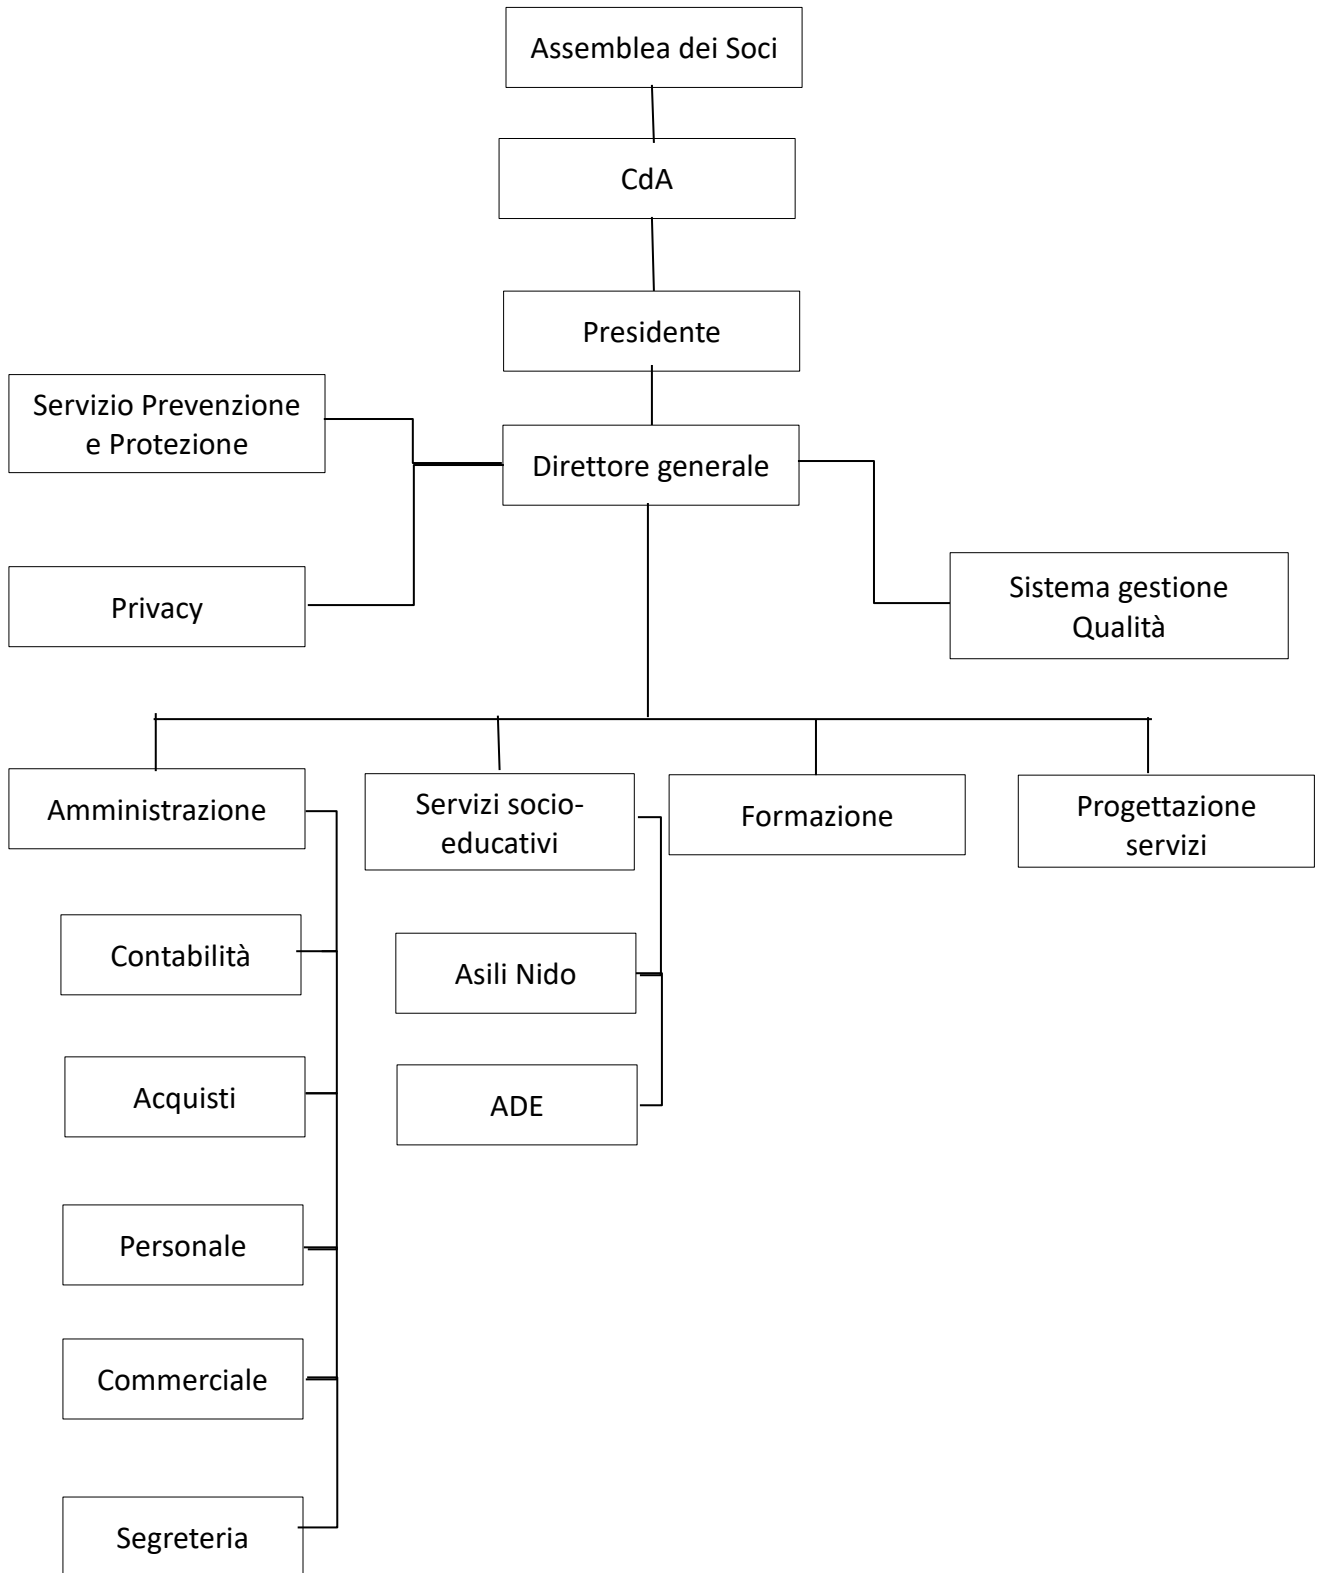 Assemblea dei Soci
CdA
Presidente
Servizio Prevenzione
e Protezione
Direttore generale
Privacy
Sistema gestione
Qualità
Amministrazione
Servizi socio-
educativi
Formazione
Progettazione
servizi
Contabilità
Asili Nido
Acquisti
ADE
Personale
Commerciale
Segreteria